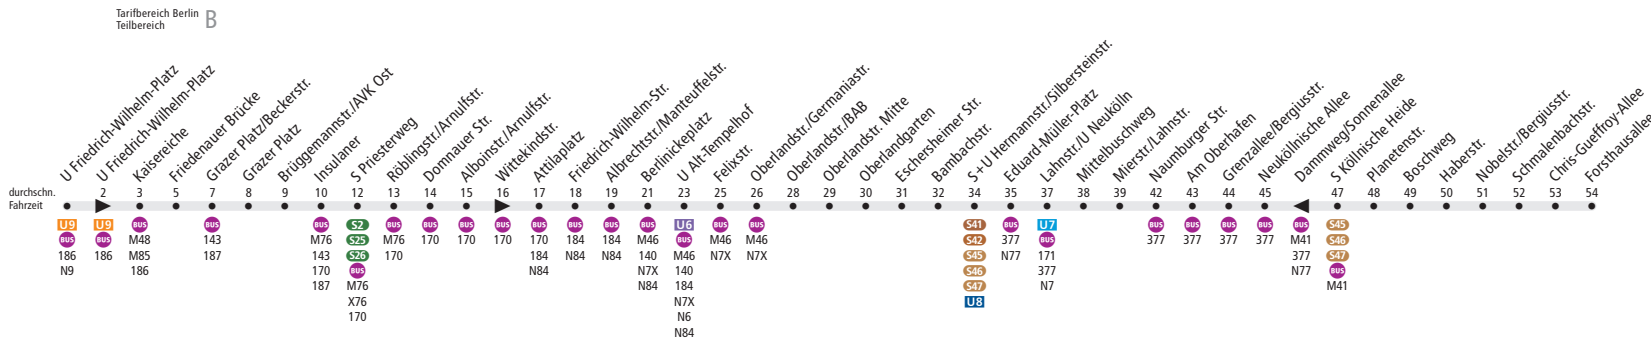 Tarifbereich Berlin
Teilbereich
B
U Friedrich-Wilhelm-Platz
U Friedrich-Wilhelm-Platz
Kaisereiche
Friedenauer Brücke
Grazer Platz/Beckerstr.
Grazer Platz
Brüggemannstr./AVK Ost
Insulaner
S Priesterweg
Röblingstr./Arnulfstr.
Domnauer Str.
Alboinstr./Arnulfstr.
Wittekindstr.
Attilaplatz
Friedrich-Wilhelm-Str.
Albrechtstr./Manteuffelstr.
Berlinickeplatz
U Alt-Tempelhof
Felixstr.
Oberlandstr./Germaniastr.
Oberlandstr./BAB
Oberlandstr. Mitte
Oberlandgarten
Eschersheimer Str.
Bambachstr.
S+U Hermannstr./Silbersteinstr.
Eduard-Müller-Platz
Lahnstr./U Neukölln
Mittelbuschweg
Mierstr./Lahnstr.
Naumburger Str.
Am Oberhafen
Grenzallee/Bergiusstr.
Neuköllnische Allee
Dammweg/Sonnenallee
S Köllnische Heide
Planetenstr.
Boschweg
Haberstr.
Nobelstr./Bergiusstr.
Schmalenbachstr.
Chris-Gueffroy-Allee
Forsthausallee
durchschn. 2 3 5 7 8 9 10 12 13 14 15 16 17 18 19 21 23 25 26 28 29 30 31 32 34 35 37 38 39 42 43 44 45 46 47 48 49 50 51 52 53 54
Fahrzeit
U9 U9 BUS BUS BUS S2 BUS BUS BUS BUS BUS BUS BUS BUS U6 BUS BUS S41 BUS U7 BUS BUS BUS BUS BUS S45
BUS BUS M48 143 M76 S25 M76 170 170 170 170 184 184 M46 BUS M46 M46 S42 377 BUS 377 377 377 377 M41 S46
186 186 M85 187 143 S26 170 184 N84 N84 140 M46 N7X N7X S45 N77 171 377 S47
N9 186 170 BUS N84 N7X 140 S46 377 N77 BUS
187 M76 N84 184 S47 N7 M41
X76 N7X U8
170 N6
N84